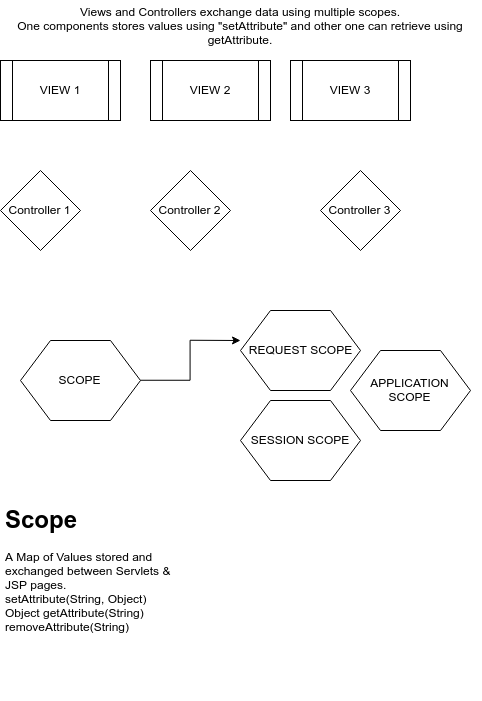 Views and Controllers exchange data using multiple scopes.
One components stores values using "setAttribute" and other one can retrieve using
getAttribute.
VIEW 1
VIEW 2
VIEW 3
Controller 1
Controller 2
Controller 3
SCOPE
REQUEST SCOPE
APPLICATION
SCOPE
SESSION SCOPE
Scope
A Map of Values stored and
exchanged between Servlets &
JSP pages.
setAttribute(String, Object)
Object getAttribute(String)
removeAttribute(String)